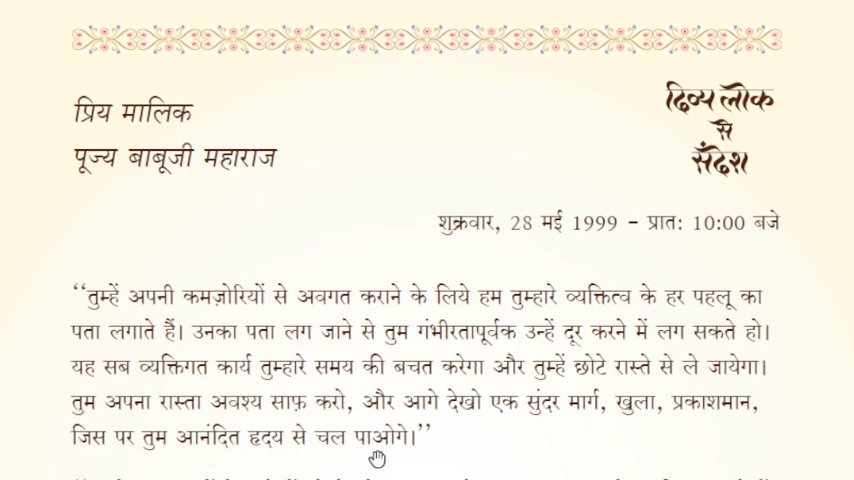 प्रिय मालिक
पूज्य बाबूजी महाराज
दिव्य लोक
से
संदेश
शुक्रवार, 28 मई 1999 – प्रात: 10:00 बजे
‘‘तुम्हें अपनी कमज़ोरियों से अवगत कराने के लिये हम तुम्हारे व्यक्तित्व के हर पहलू का
पता लगाते हैं। उनका पता लग जाने से तुम गंभीरतापूर्वक उन्हें दूर करने में लग सकते हो।
यह सब व्यक्तिगत कार्य तुम्हारे समय की बचत करेगा और तुम्हें छोटे रास्ते से ले जायेगा।
तुम अपना रास्ता अवश्य साफ़ करो, और आगे देखो एक सुंदर मार्ग, खुला, प्रकाशमान,
जिस पर तुम आनंदित हृदय से चल पाओगे।’’